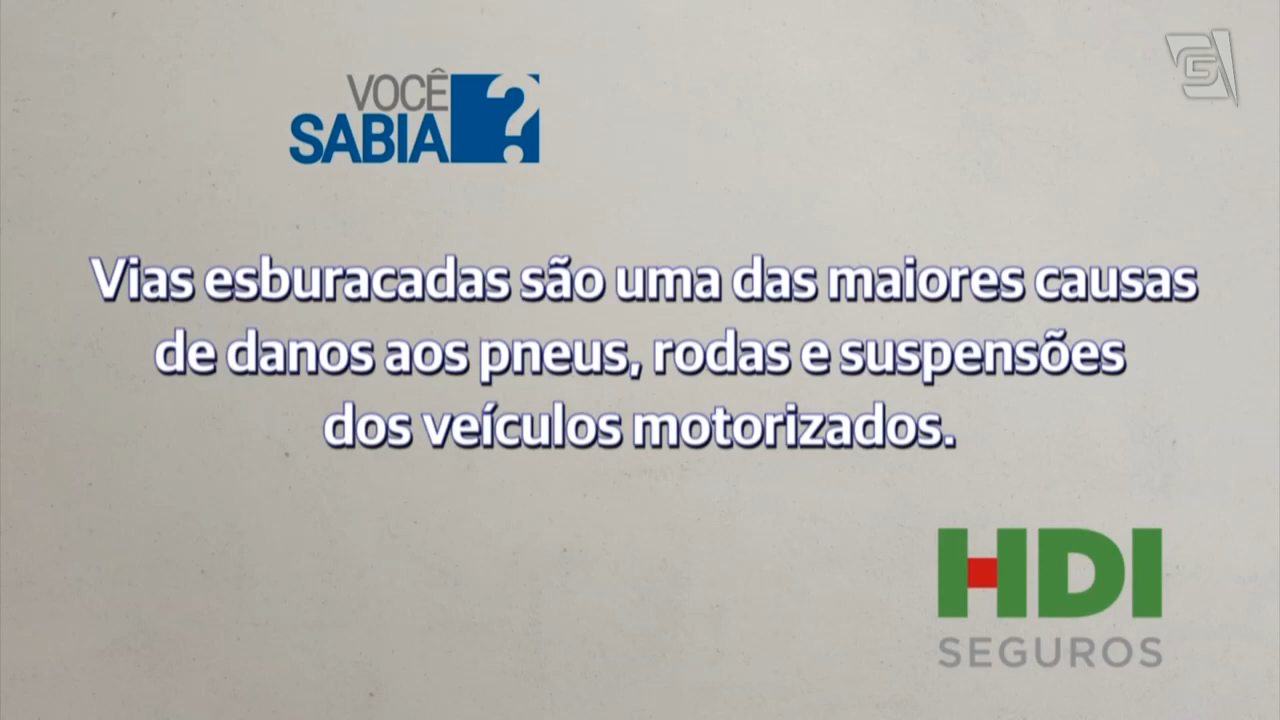 VOCÊ
SABIA?
Vias esburacadas são uma das maiores causas
de danos aos pneus, rodas e suspensões
dos veículos motorizados.
HDI
SEGUROS